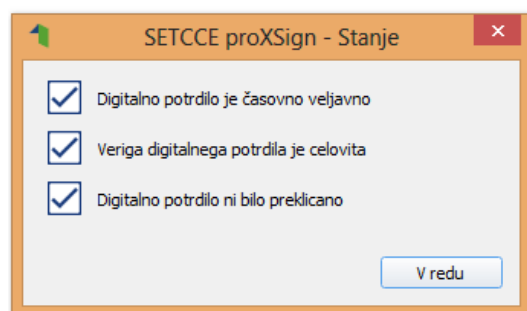 SETCCE proXSign - Stanje
Digitalno potrdilo je časovno veljavno
Veriga digitalnega potrdila je celovita
Digitalno potrdilo ni bilo preklicano
V redu